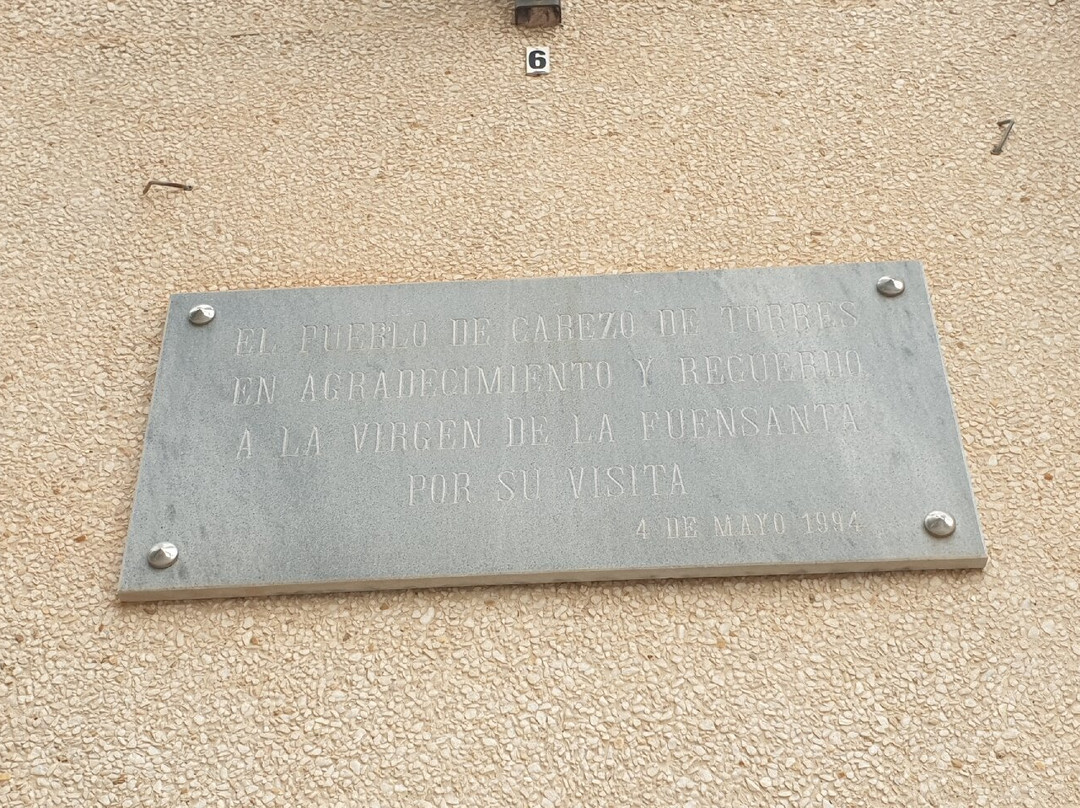 6
EL PUEBLO DE CABEZO DE TORRES
EN AGRADECIMIENTO Y RECUERDO
A LA VIRGEN DE LA FUENSANTA
POR SU VISITA
4 DE MAYO 1994